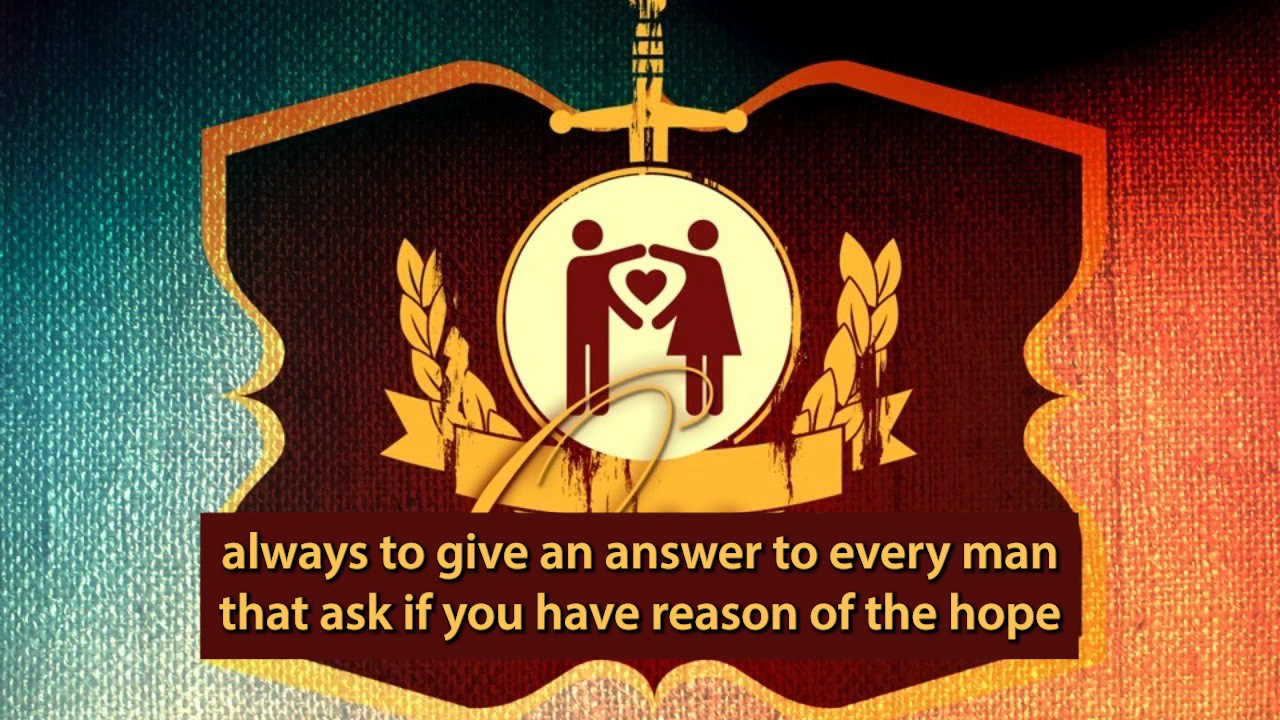 always to give an answer to every man
that ask if you have reason of the hope